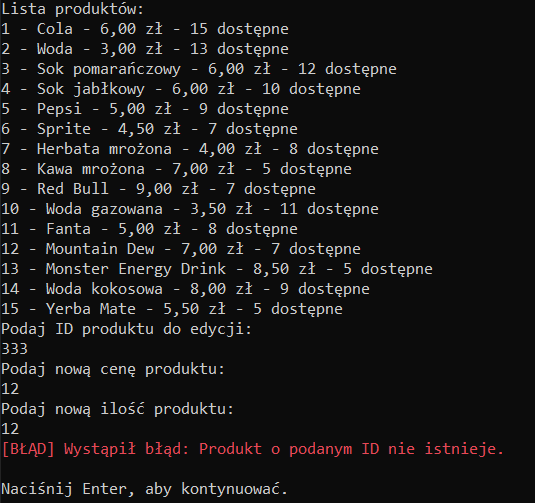 Lista produktów:
1 - Cola - 6,00 zł - 15 dostępne
2 - Woda - 3,00 zł - 13 dostępne
3 - Sok pomarańczowy - 6,00 zł - 12 dostępne
4 - Sok jabłkowy - 6,00 zł - 10 dostępne
5 - Pepsi - 5,00 zł - 9 dostępne
6 - Sprite - 4,50 zł - 7 dostępne
7 - Herbata mrożona - 4,00 zł - 8 dostępne
8 - Kawa mrożona - 7,00 zł - 5 dostępne
9 - Red Bull - 9,00 zł - 7 dostępne
10 - Woda gazowana - 3,50 zł - 11 dostępne
11 - Fanta - 5,00 zł - 8 dostępne
12 - Mountain Dew - 7,00 zł - 7 dostępne
13 - Monster Energy Drink - 8,50 zł - 5 dostępne
14 - Woda kokosowa - 8,00 zł - 9 dostępne
15 - Yerba Mate - 5,50 zł - 5 dostępne
Podaj ID produktu do edycji:
333
Podaj nową cenę produktu:
12
Podaj nową ilość produktu:
12
[BŁĄD] Wystąpił błąd: Produkt o podanym ID nie istnieje.
Naciśnij Enter, aby kontynuować.